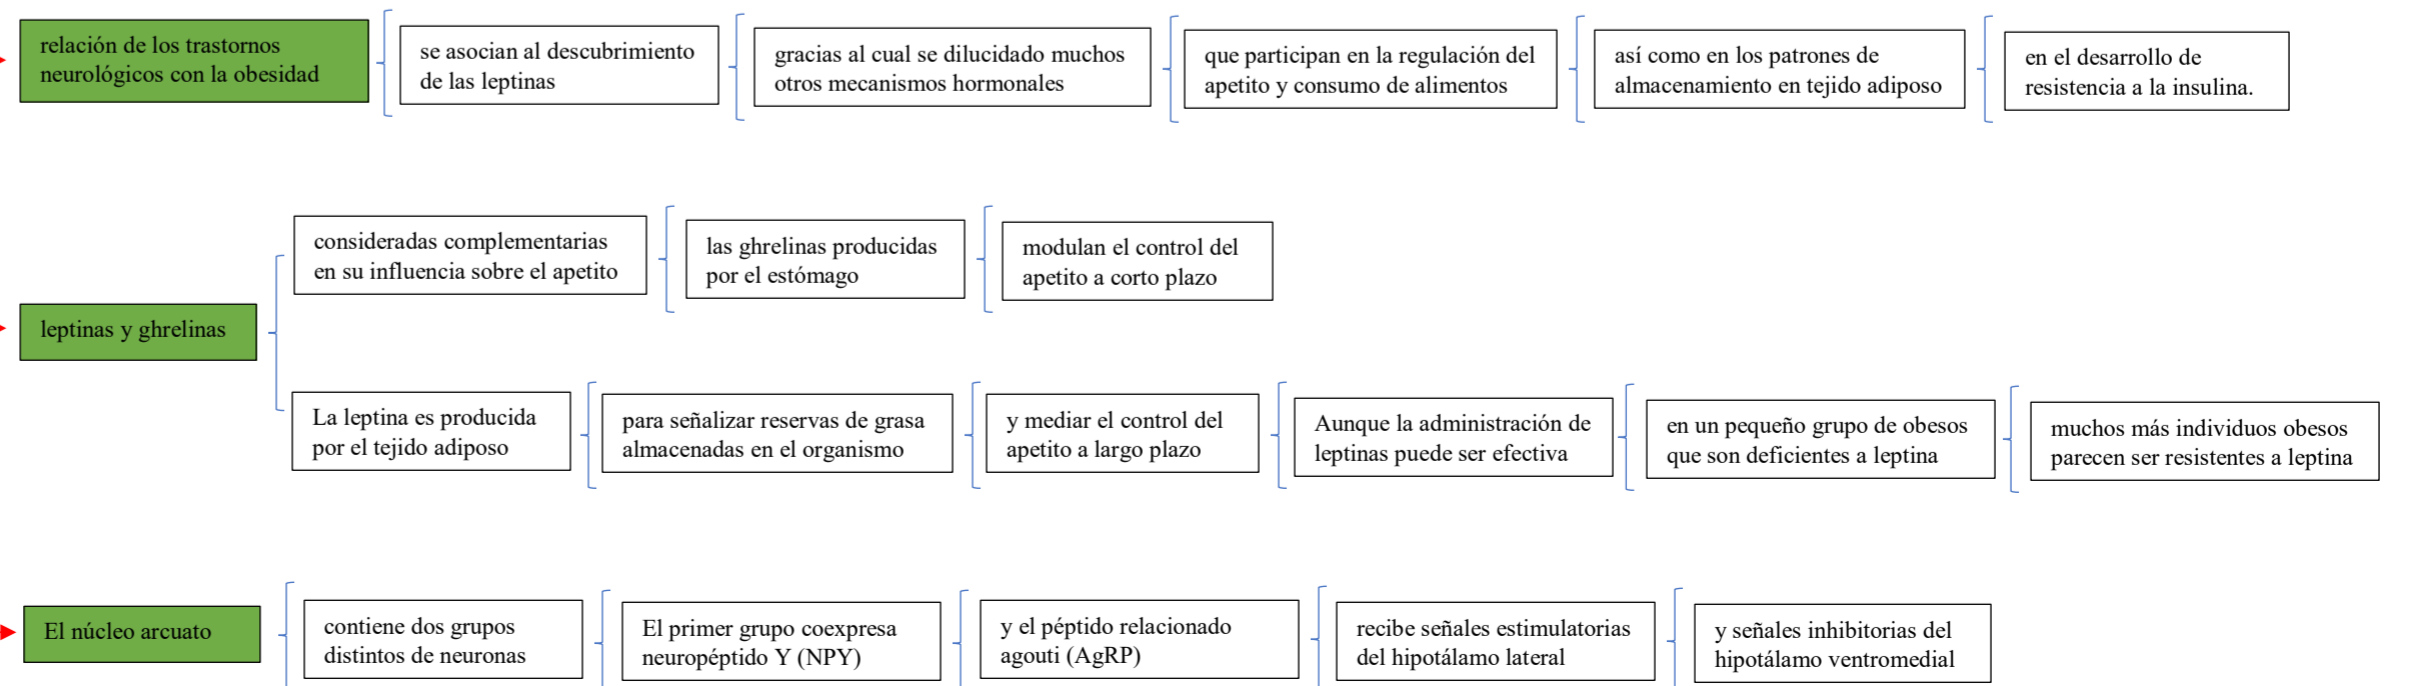 relación de los trastornos
neurológicos con la obesidad
se asocian al descubrimiento
de las leptinas
gracias al cual se dilucidado muchos
otros mecanismos hormonales
que participan en la regulación del
apetito y consumo de alimentos
así como en los patrones de
almacenamiento en tejido adiposo
en el desarrollo de
resistencia a la insulina.
leptinas y ghrelinas
consideradas complementarias
en su influencia sobre el apetito
las ghrelinas producidas
por el estómago
modulan el control del
apetito a corto plazo
La leptina es producida
por el tejido adiposo
para señalizar reservas de grasa
almacenadas en el organismo
y mediar el control del
apetito a largo plazo
Aunque la administración de
leptinas puede ser efectiva
en un pequeño grupo de obesos
que son deficientes a leptina
muchos más individuos obesos
parecen ser resistentes a leptina
El núcleo arcuato
contiene dos grupos
distintos de neuronas
El primer grupo coexpresa
neuropéptido Y (NPY)
y el péptido relacionado
agouti (AgRP)
recibe señales estimulatorias
del hipotálamo lateral
y señales inhibitorias del
hipotálamo ventromedial